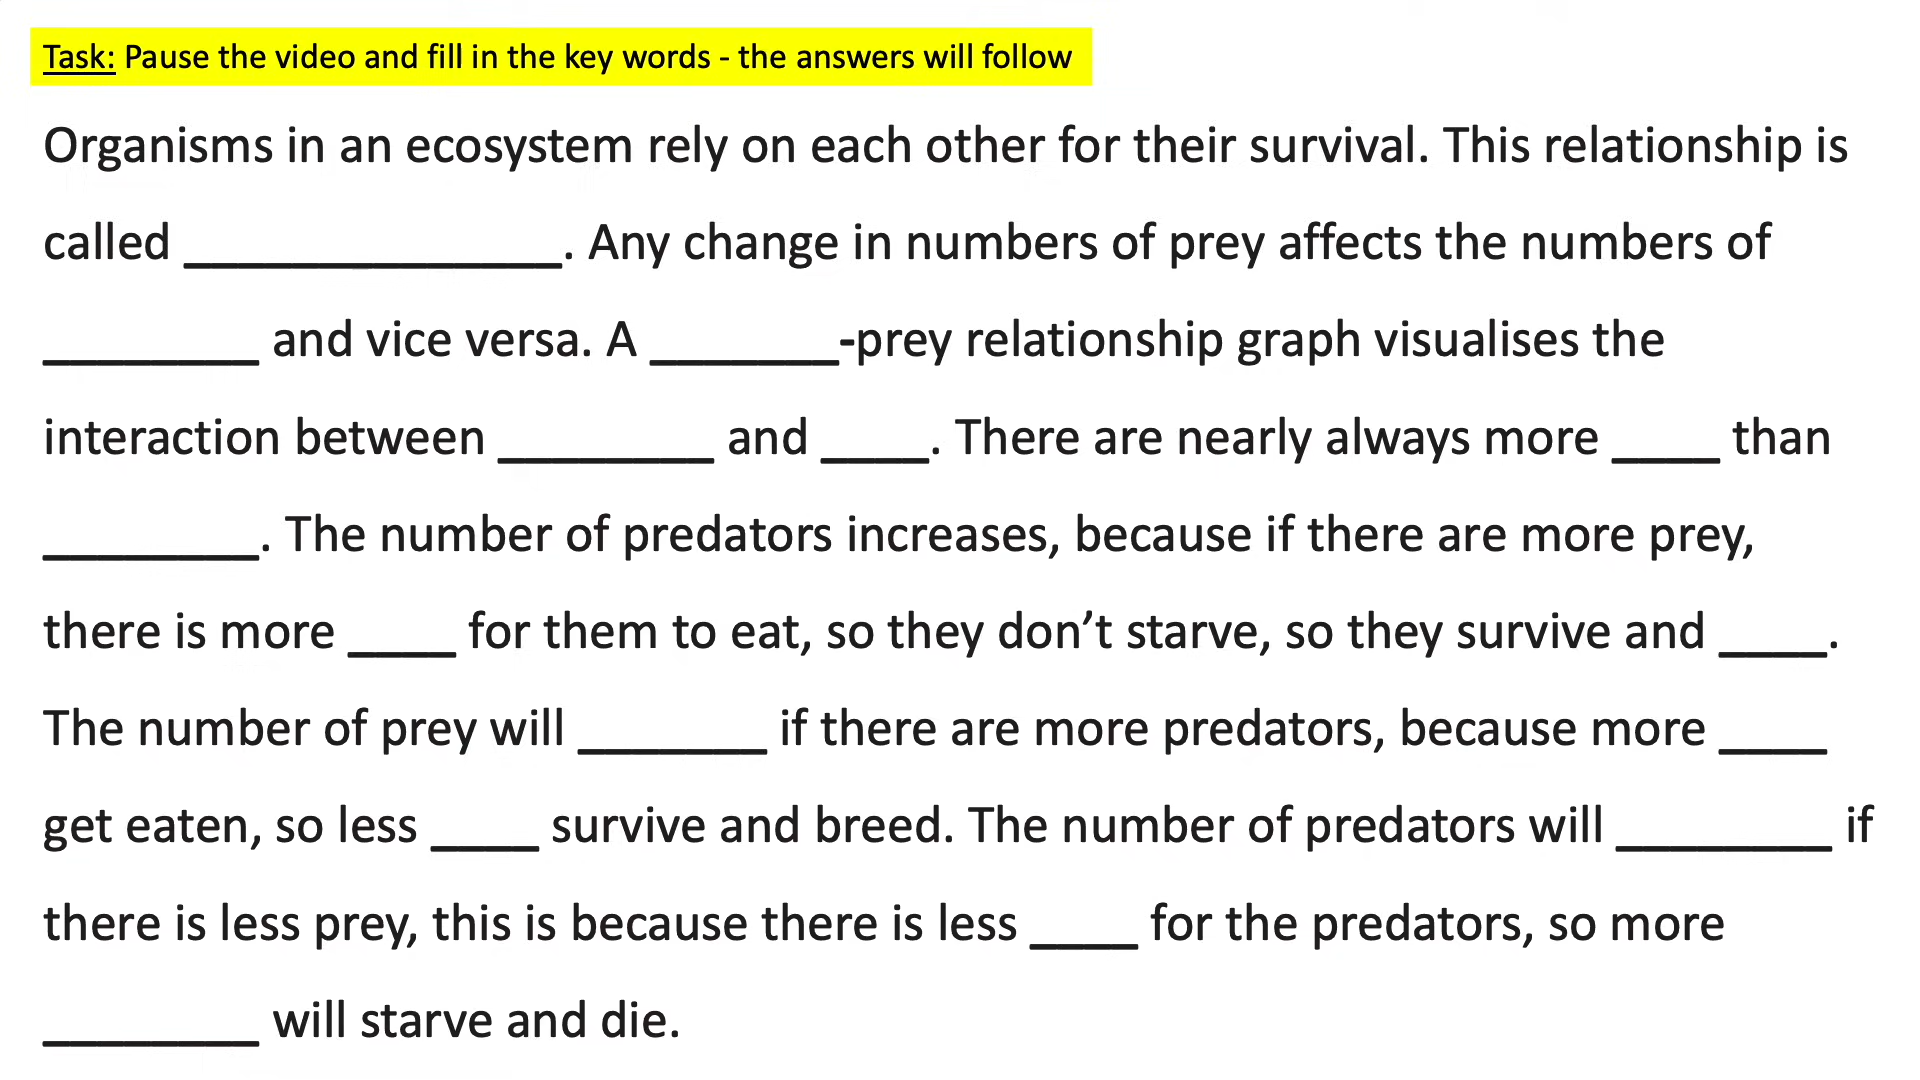 Task: Pause the video and fill in the key words - the answers will follow
Organisms in an ecosystem rely on each other for their survival. This relationship is
called ______________. Any change in numbers of prey affects the numbers of
________ and vice versa. A _______-prey relationship graph visualises the
interaction between ________ and ____. There are nearly always more ____ than
________. The number of predators increases, because if there are more prey,
there is more ____ for them to eat, so they don’t starve, so they survive and ____.
The number of prey will _______ if there are more predators, because more ____
get eaten, so less ____ survive and breed. The number of predators will ________ if
there is less prey, this is because there is less ____ for the predators, so more
________ will starve and die.